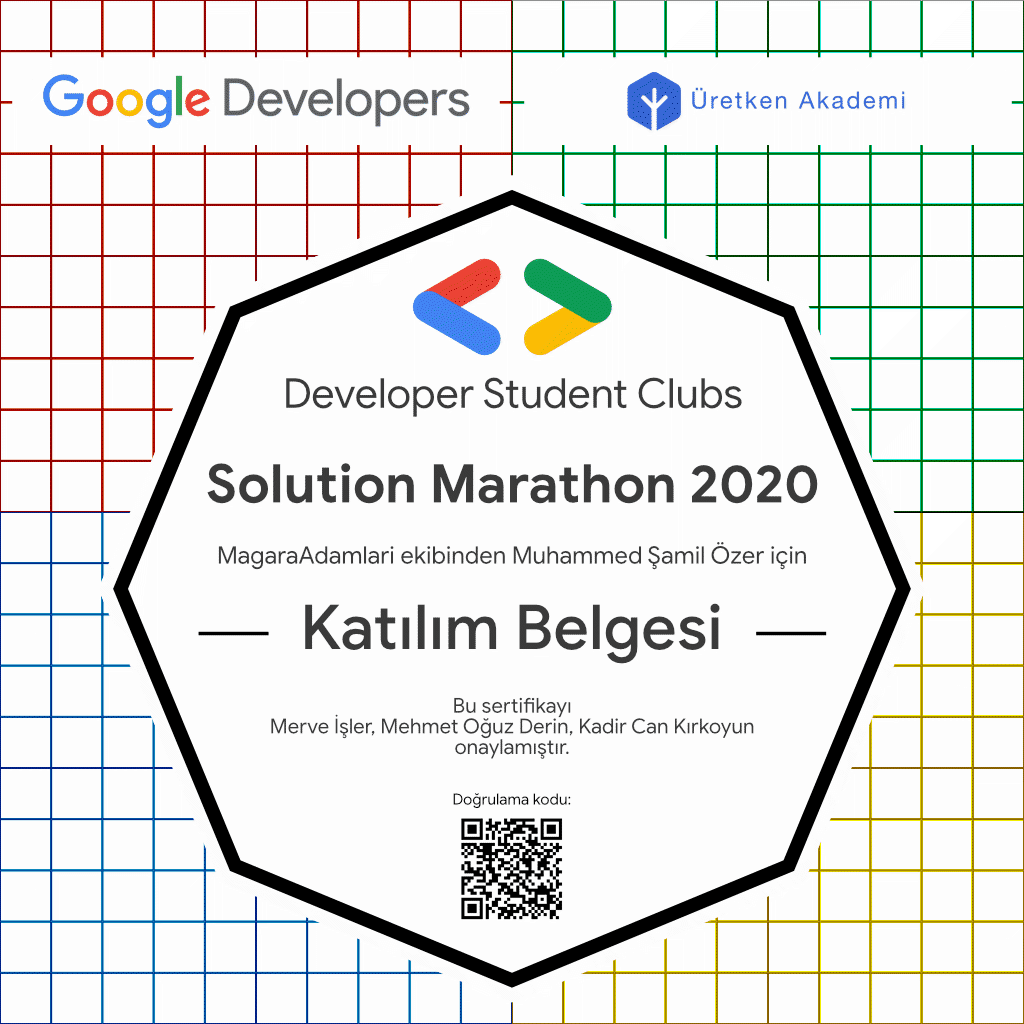 Google Developers
Üretken Akademi
Developer Student Clubs
Solution Marathon 2020
MagaraAdamlari ekibinden Muhammed Şamil Özer için
Katılım Belgesi
Bu sertifikayı
Merve İşler, Mehmet Oğuz Derin, Kadir Can Kırkoyun
onaylamıştır.
Doğrulama kodu: